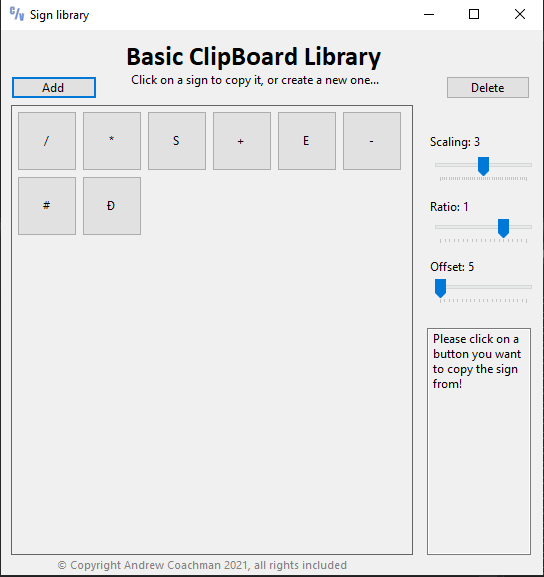 C/V Sign library
Basic ClipBoard Library
Click on a sign to copy it, or create a new one...
Add
Delete
/ * S + E -
# Đ
Scaling: 3
Ratio: 1
Offset: 5
Please click on a
button you want
to copy the sign
from!
© Copyright Andrew Coachman 2021, all rights included